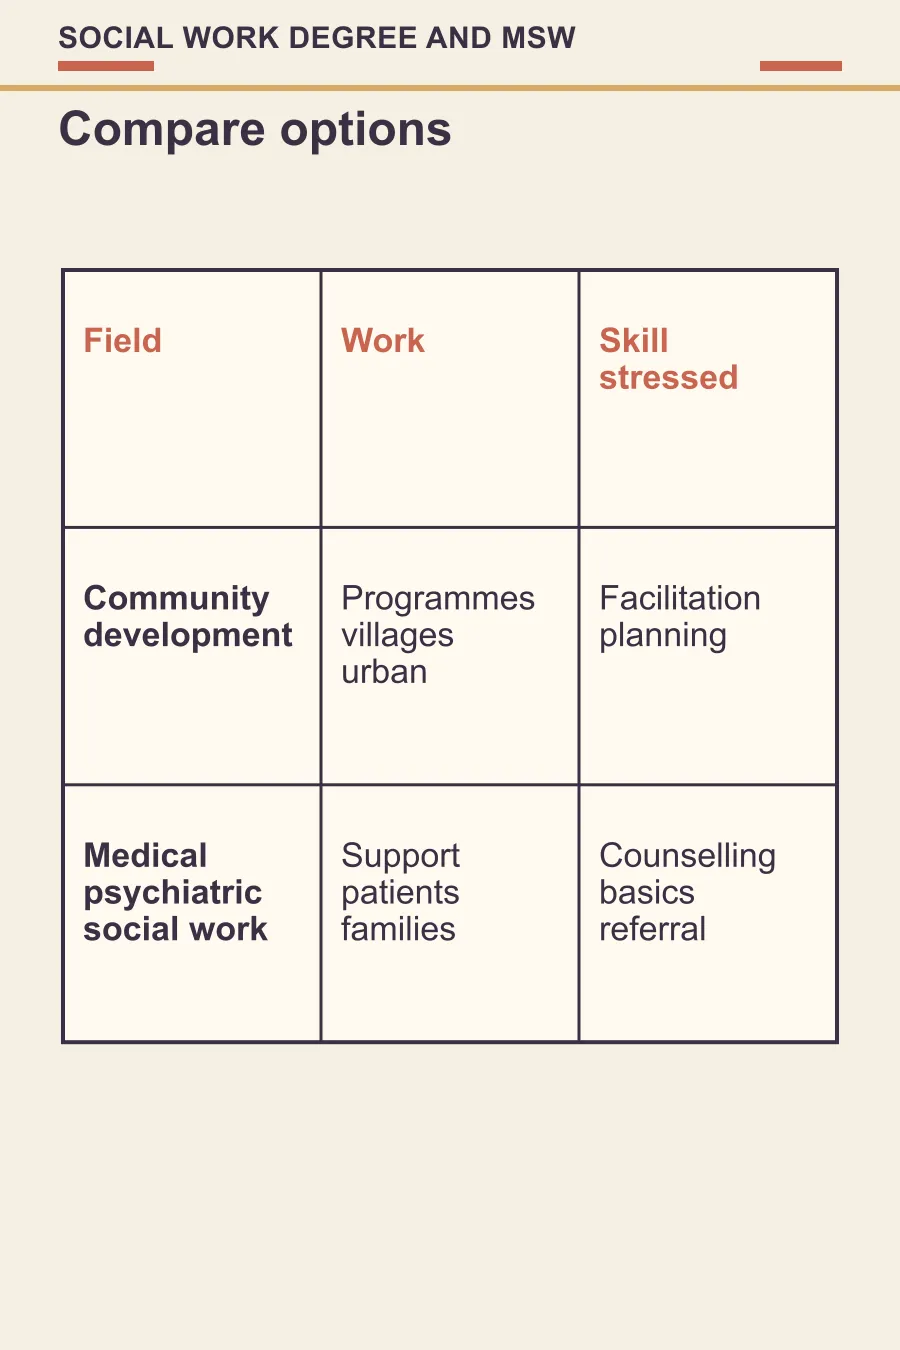 SOCIAL WORK DEGREE AND MSW
Compare options
Field
Work
Skill
stressed
Community
development
Programmes
villages
urban
Facilitation
planning
Medical
psychiatric
social work
Support
patients
families
Counselling
basics
referral